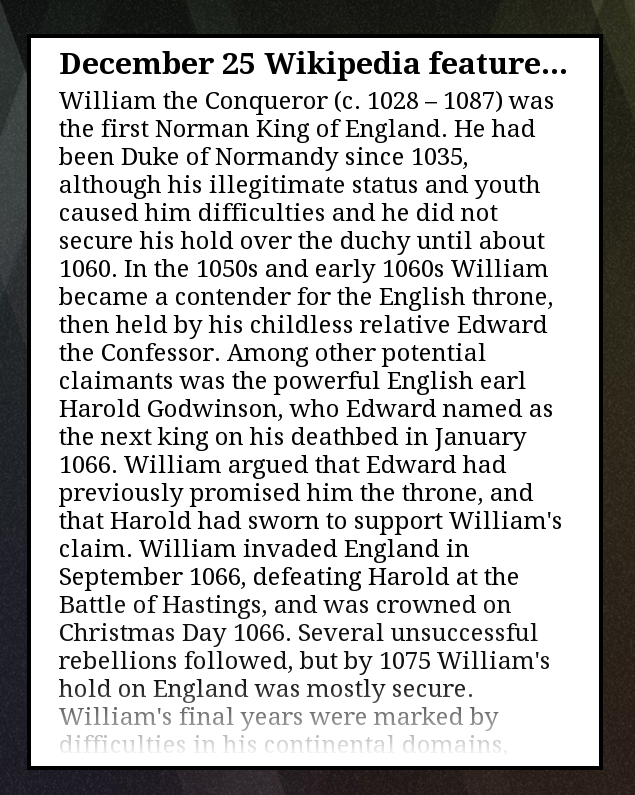 December 25 Wikipedia feature...
William the Conqueror (c. 1028 – 1087) was
the first Norman King of England. He had
been Duke of Normandy since 1035,
although his illegitimate status and youth
caused him difficulties and he did not
secure his hold over the duchy until about
1060. In the 1050s and early 1060s William
became a contender for the English throne,
then held by his childless relative Edward
the Confessor. Among other potential
claimants was the powerful English earl
Harold Godwinson, who Edward named as
the next king on his deathbed in January
1066. William argued that Edward had
previously promised him the throne, and
that Harold had sworn to support William's
claim. William invaded England in
September 1066, defeating Harold at the
Battle of Hastings, and was crowned on
Christmas Day 1066. Several unsuccessful
rebellions followed, but by 1075 William's
hold on England was mostly secure.
William's final years were marked by
difficulties in his continental domains,